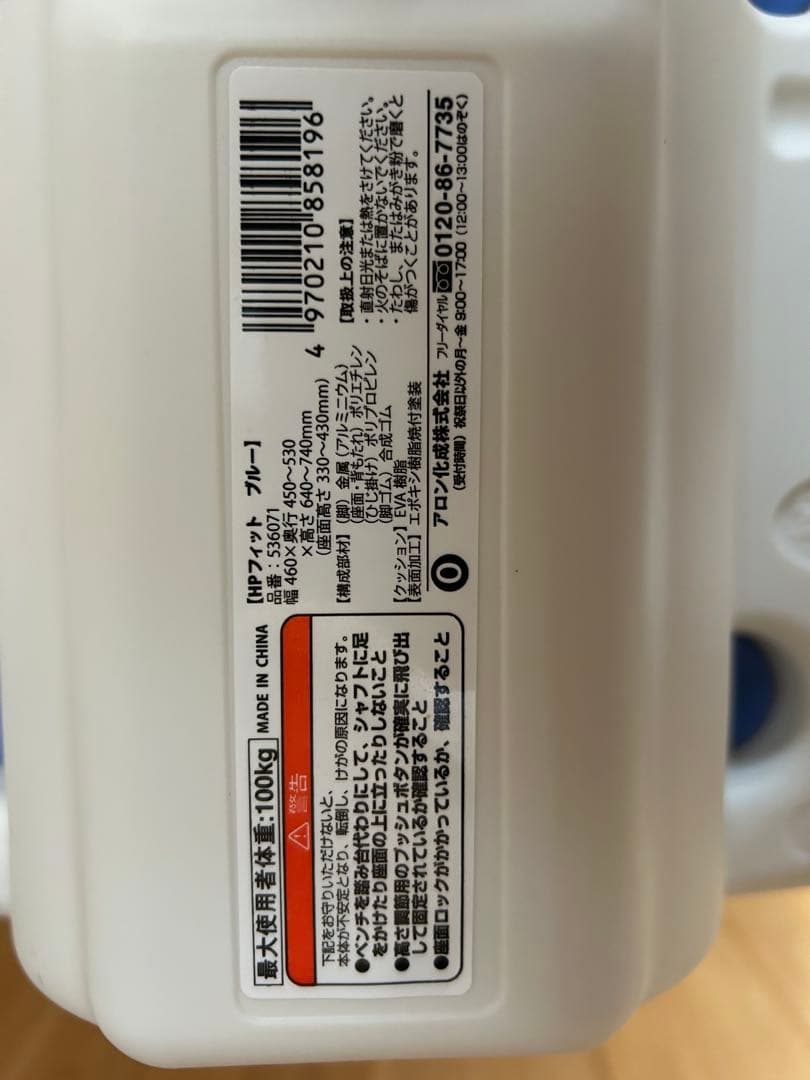 最大使用者体重:100kg MADE IN CHINA
⚠警告
下記をお守りいただけないと、
本体が不安定となり、転倒し、けがの原因になります。
●ベンチを踏み台代わりにして、シャフトに足
をかけたり座面の上に立ったりしないこと
●高さ調節用のプッシュボタンが確実に飛び出
して固定されているか確認すること
●座面ロックがかかっているか、確認すること
【HPフィット ブルー】
品番：536071
幅 460×奥行 450～530
×高さ 640～740mm
(座面高さ 330～430mm)
【構成部材】(脚) 金属 (アルミニウム)
(座面・背もたれ) ポリエチレン
(ひじ掛け) ポリプロピレン
(脚ゴム) 合成ゴム
【クッション】EVA 樹脂
【表面加工】エポキシ樹脂焼付塗装
4 970210 858196
【取扱上の注意】
・直射日光または熱をさけてください。
・火のそばに置かないでください。
・たわし、またはみがき粉で磨くと
傷がつくことがあります。
アロン化成株式会社 フリーダイヤル 0120-86-7735
(受付時間) 祝祭日以外の月～金 9:00～17:00 (12:00～13:00はのぞく)